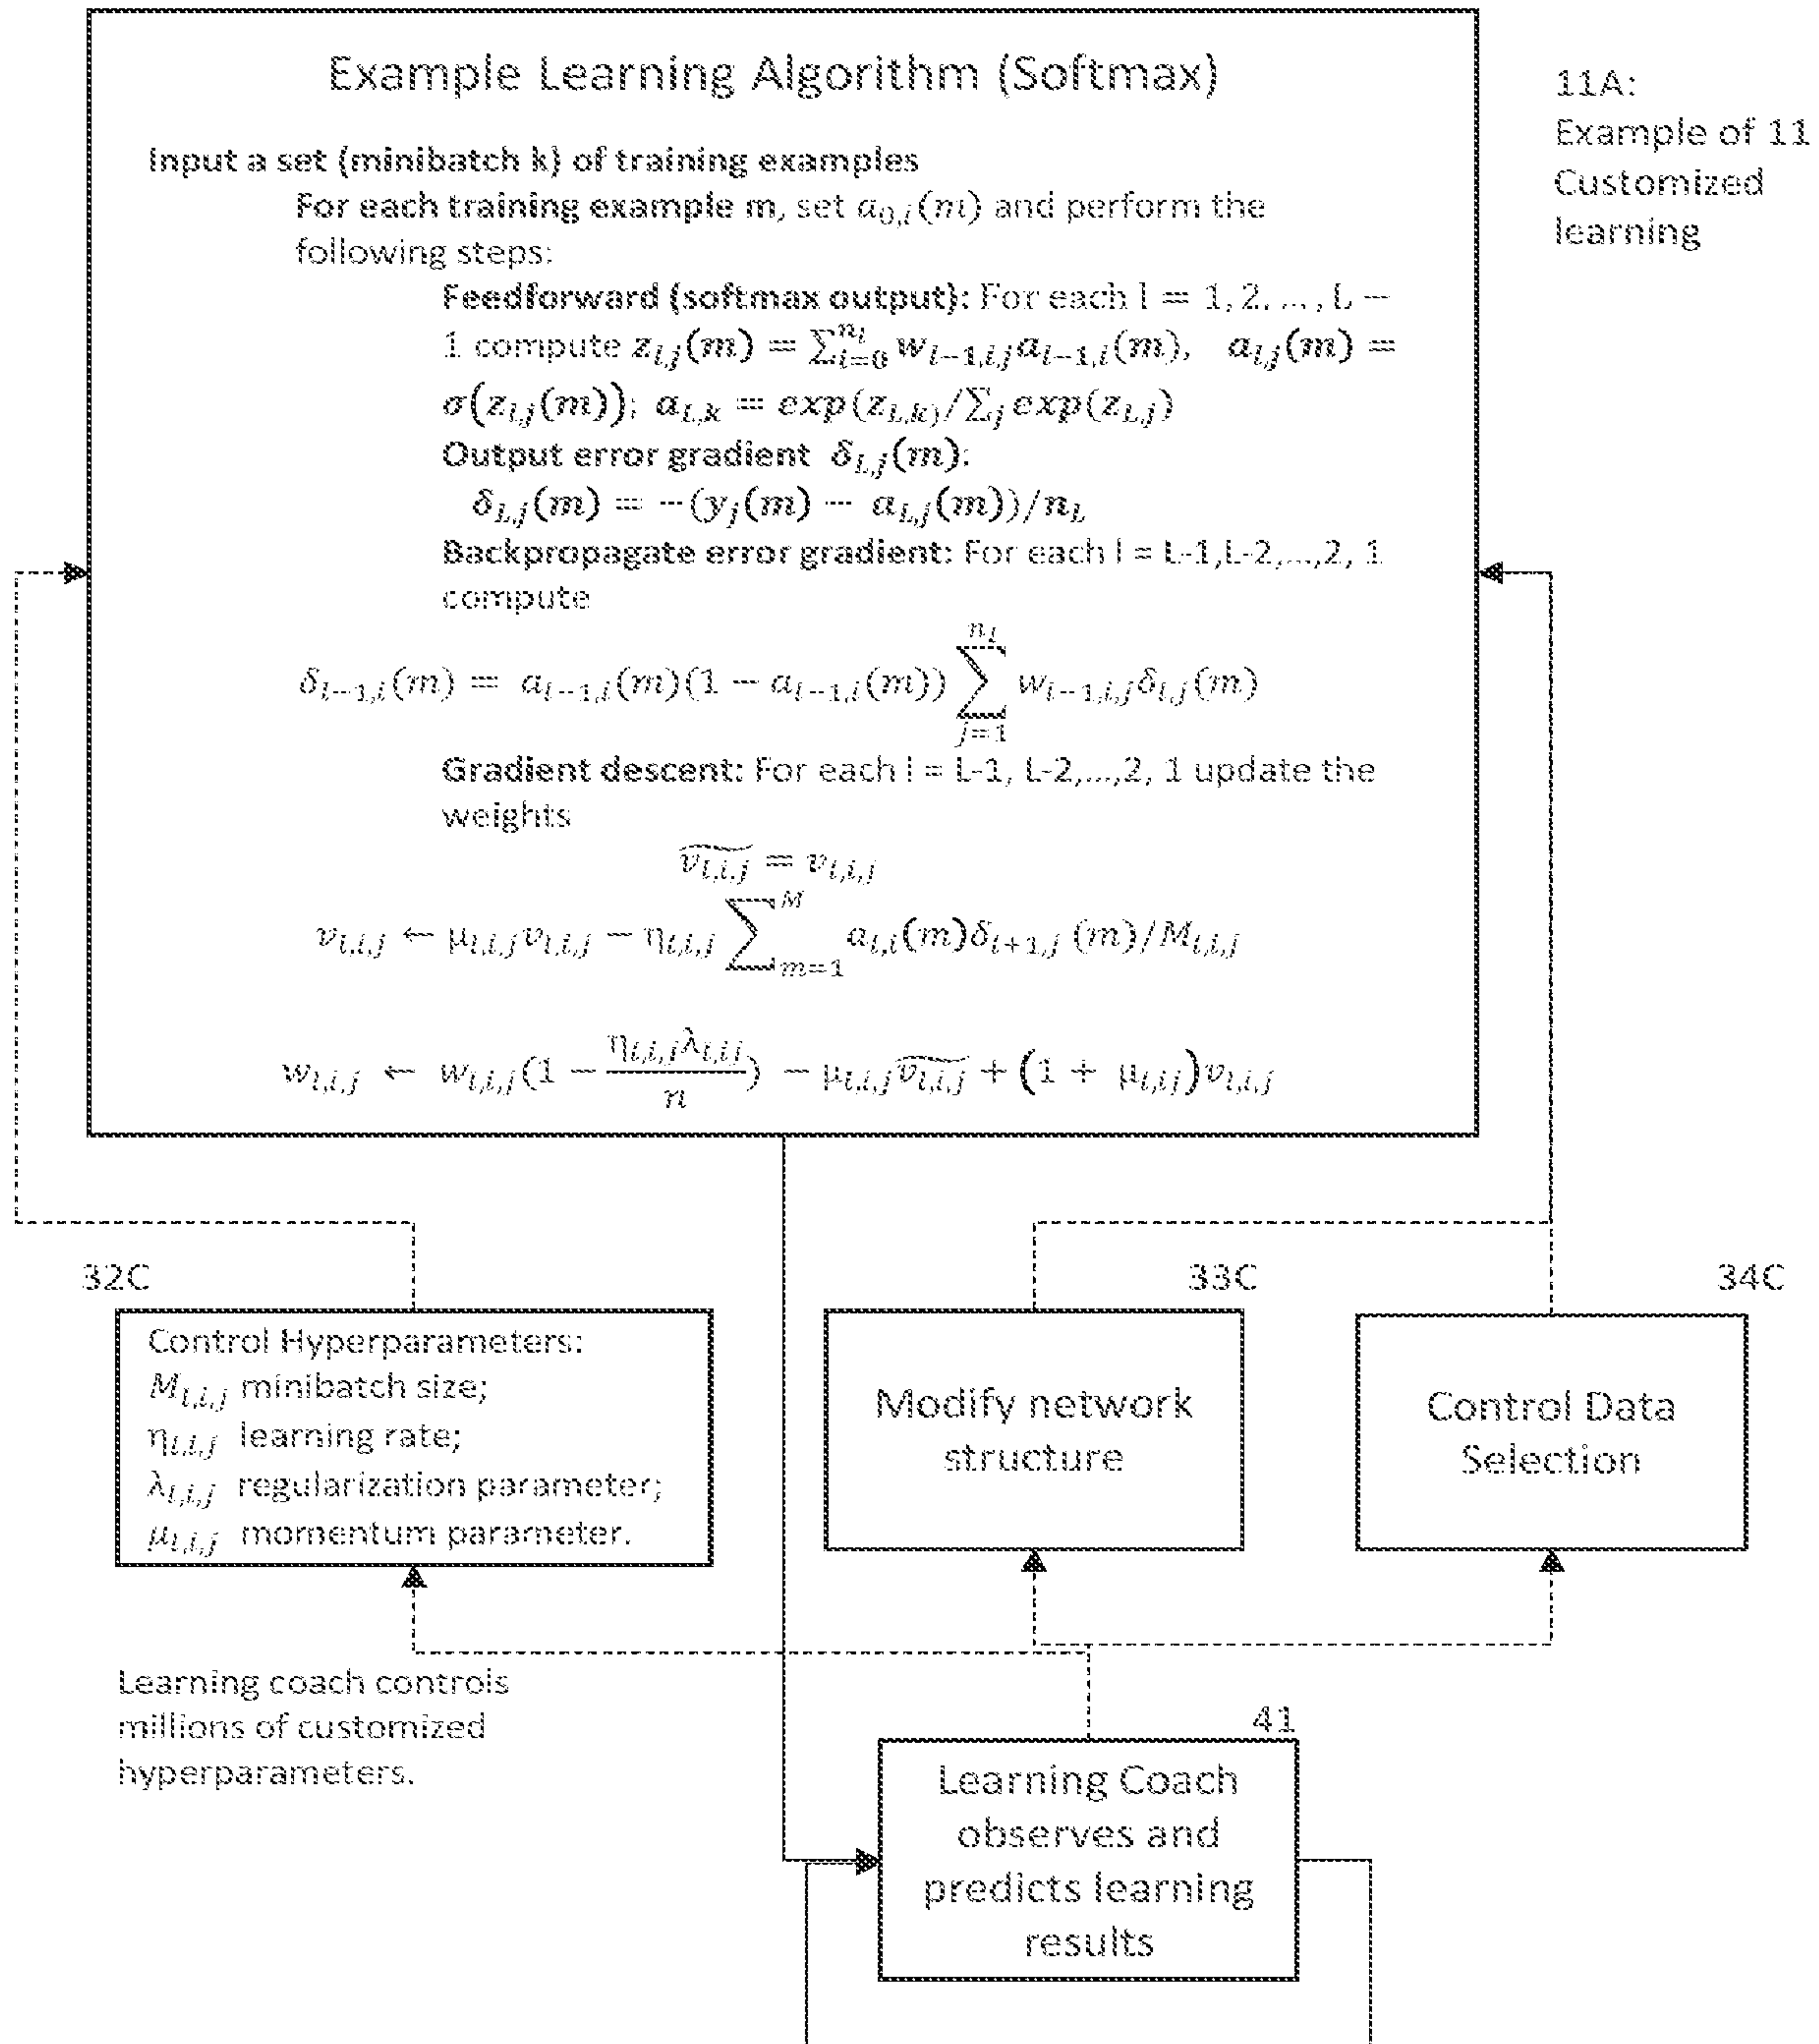 Example Learning Algorithm (Softmax)
11A:
Example of 11
Customized
learning
Input a set (minibatch k) of training examples
For each training example m, set a_{0,i}(m) and perform the
following steps:
Feedforward (softmax output): For each l = 1, 2, ... , L −
1 compute z_{l,j}(m) = ∑_{i=0}^{n_l} w_{l−1,i,j} a_{l−1,i}(m), a_{l,j}(m) =
σ(z_{l,j}(m)); a_{L,k} = exp(z_{L,k)}/∑_j exp(z_{L,j})
Output error gradient δ_{L,j}(m):
δ_{L,j}(m) = −(y_j(m) − a_{L,j}(m))/n_L
Backpropagate error gradient: For each l = L-1,L-2,...,2, 1
compute
δ_{l−1,i}(m) = a_{l−1,i}(m)(1 − a_{l−1,i}(m)) ∑_{j=1}^{n_l} w_{l−1,i,j} δ_{l,j}(m)
Gradient descent: For each l = L-1, L-2,...,2, 1 update the
weights
\widetilde{v_{l,i,j}} = v_{l,i,j}
v_{l,i,j} ← μ_{l,i,j} v_{l,i,j} − η_{l,i,j} ∑_{m=1}^{M} a_{l,i}(m) δ_{l+1,j} (m)/M_{l,i,j}
w_{l,i,j} ← w_{l,i,j}(1 − \frac{η_{l,i,j} λ_{l,i,j}}{n}) − μ_{l,i,j} \widetilde{v_{l,i,j}} + (1 + μ_{l,i,j}) v_{l,i,j}
32C
33C
34C
Control Hyperparameters:
M_{l,i,j} minibatch size;
η_{l,i,j} learning rate;
λ_{l,i,j} regularization parameter;
μ_{l,i,j} momentum parameter.
Modify network
structure
Control Data
Selection
Learning coach controls
millions of customized
hyperparameters.
41
Learning Coach
observes and
predicts learning
results